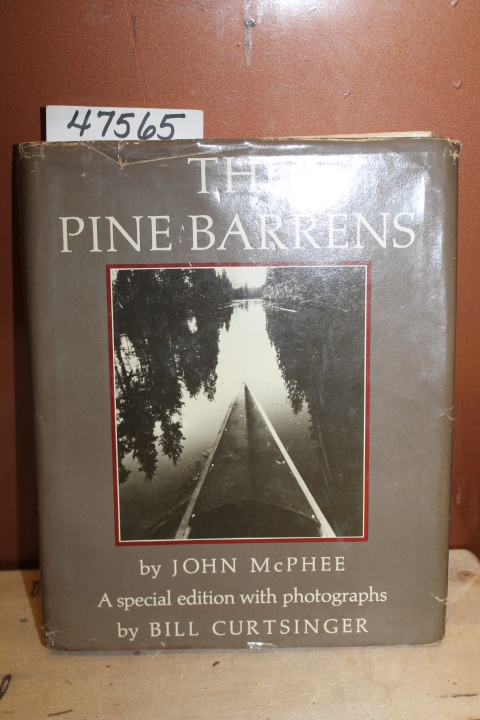 47565
THE
PINE BARRENS
by JOHN McPHEE
A special edition with photographs
by BILL CURTSINGER